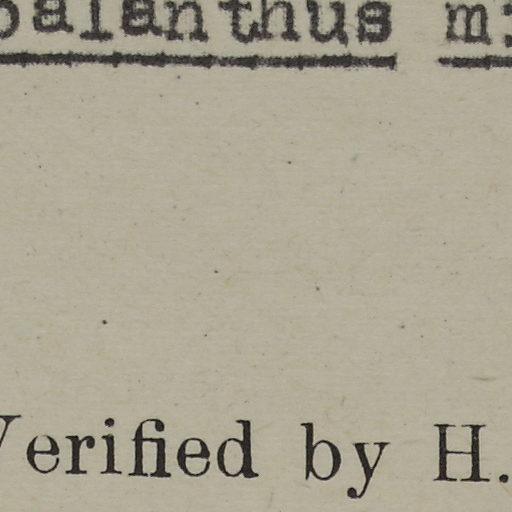 balanthus m
Verified by H.